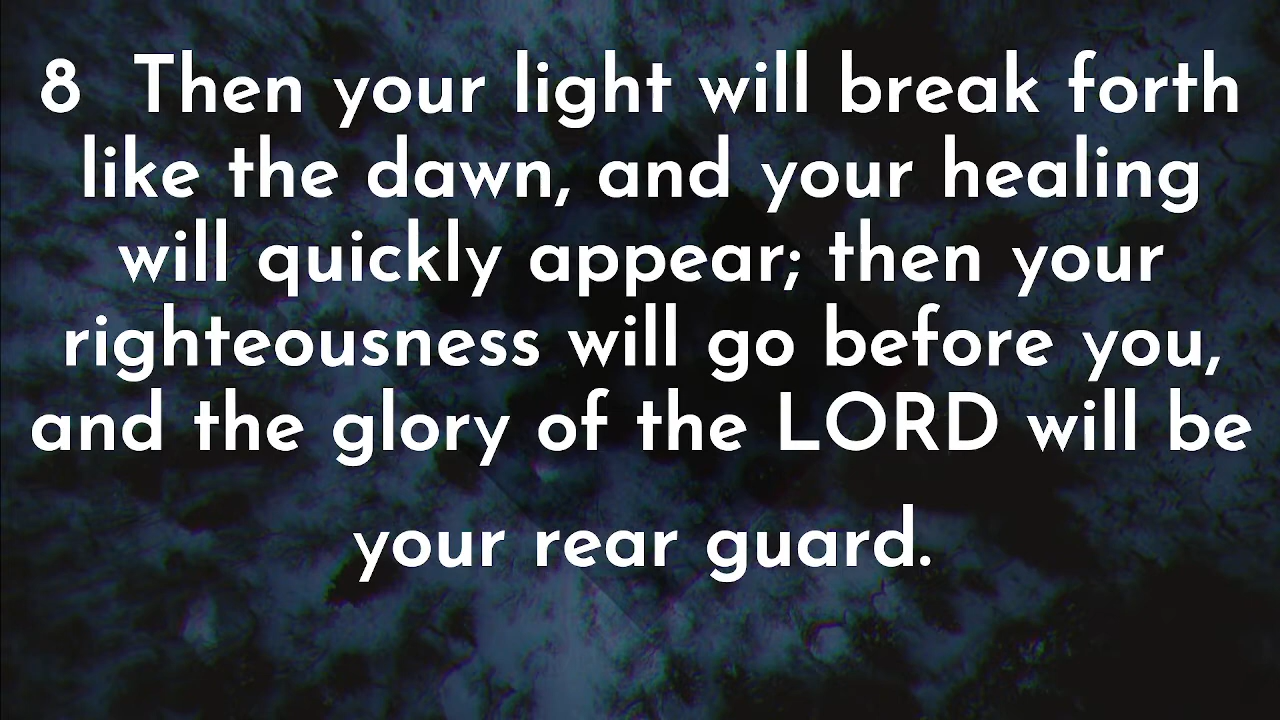 8 Then your light will break forth
like the dawn, and your healing
will quickly appear; then your
righteousness will go before you,
and the glory of the LORD will be
your rear guard.